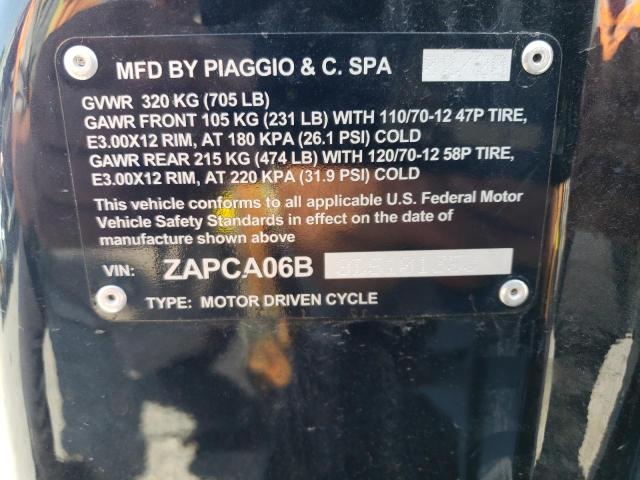 MFD BY PIAGGIO & C. SPA
GVWR 320 KG (705 LB)
GAWR FRONT 105 KG (231 LB) WITH 110/70-12 47P TIRE,
E3.00X12 RIM, AT 180 KPA (26.1 PSI) COLD
GAWR REAR 215 KG (474 LB) WITH 120/70-12 58P TIRE,
E3.00X12 RIM, AT 220 KPA (31.9 PSI) COLD
This vehicle conforms to all applicable U.S. Federal Motor
Vehicle Safety Standards in effect on the date of
manufacture shown above
VIN: ZAPCA06B
TYPE: MOTOR DRIVEN CYCLE